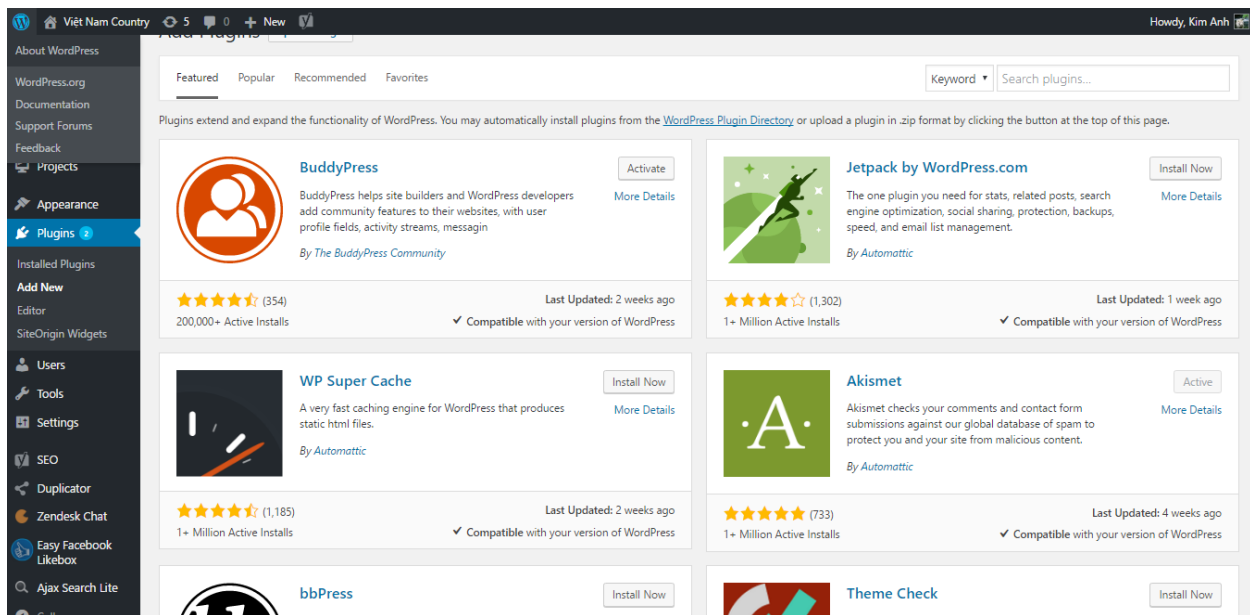 Việt Nam Country 5 0 New
Howdy, Kim Anh
About WordPress
WordPress.org
Documentation
Support Forums
Feedback
Projects
Appearance
Plugins 2
Installed Plugins
Add New
Editor
SiteOrigin Widgets
Users
Tools
Settings
SEO
Duplicator
Zendesk Chat
Easy Facebook
Likebox
Ajax Search Lite
Add Plugins
Featured Popular Recommended Favorites
Keyword Search plugins...
Plugins extend and expand the functionality of WordPress. You may automatically install plugins from the WordPress Plugin Directory or upload a plugin in .zip format by clicking the button at the top of this page.
BuddyPress
Activate
More Details
BuddyPress helps site builders and WordPress developers
add community features to their websites, with user
profile fields, activity streams, messagin
By The BuddyPress Community
(354)
Last Updated: 2 weeks ago
200,000+ Active Installs
Compatible with your version of WordPress
Jetpack by WordPress.com
Install Now
More Details
The one plugin you need for stats, related posts, search
engine optimization, social sharing, protection, backups,
speed, and email list management.
By Automattic
(1,302)
Last Updated: 1 week ago
1+ Million Active Installs
Compatible with your version of WordPress
WP Super Cache
Install Now
More Details
A very fast caching engine for WordPress that produces
static html files.
By Automattic
(1,185)
Last Updated: 2 weeks ago
1+ Million Active Installs
Compatible with your version of WordPress
A
Akismet
Active
More Details
Akismet checks your comments and contact form
submissions against our global database of spam to
protect you and your site from malicious content.
By Automattic
(733)
Last Updated: 4 weeks ago
1+ Million Active Installs
Compatible with your version of WordPress
bbPress
Install Now
Theme Check
Install Now